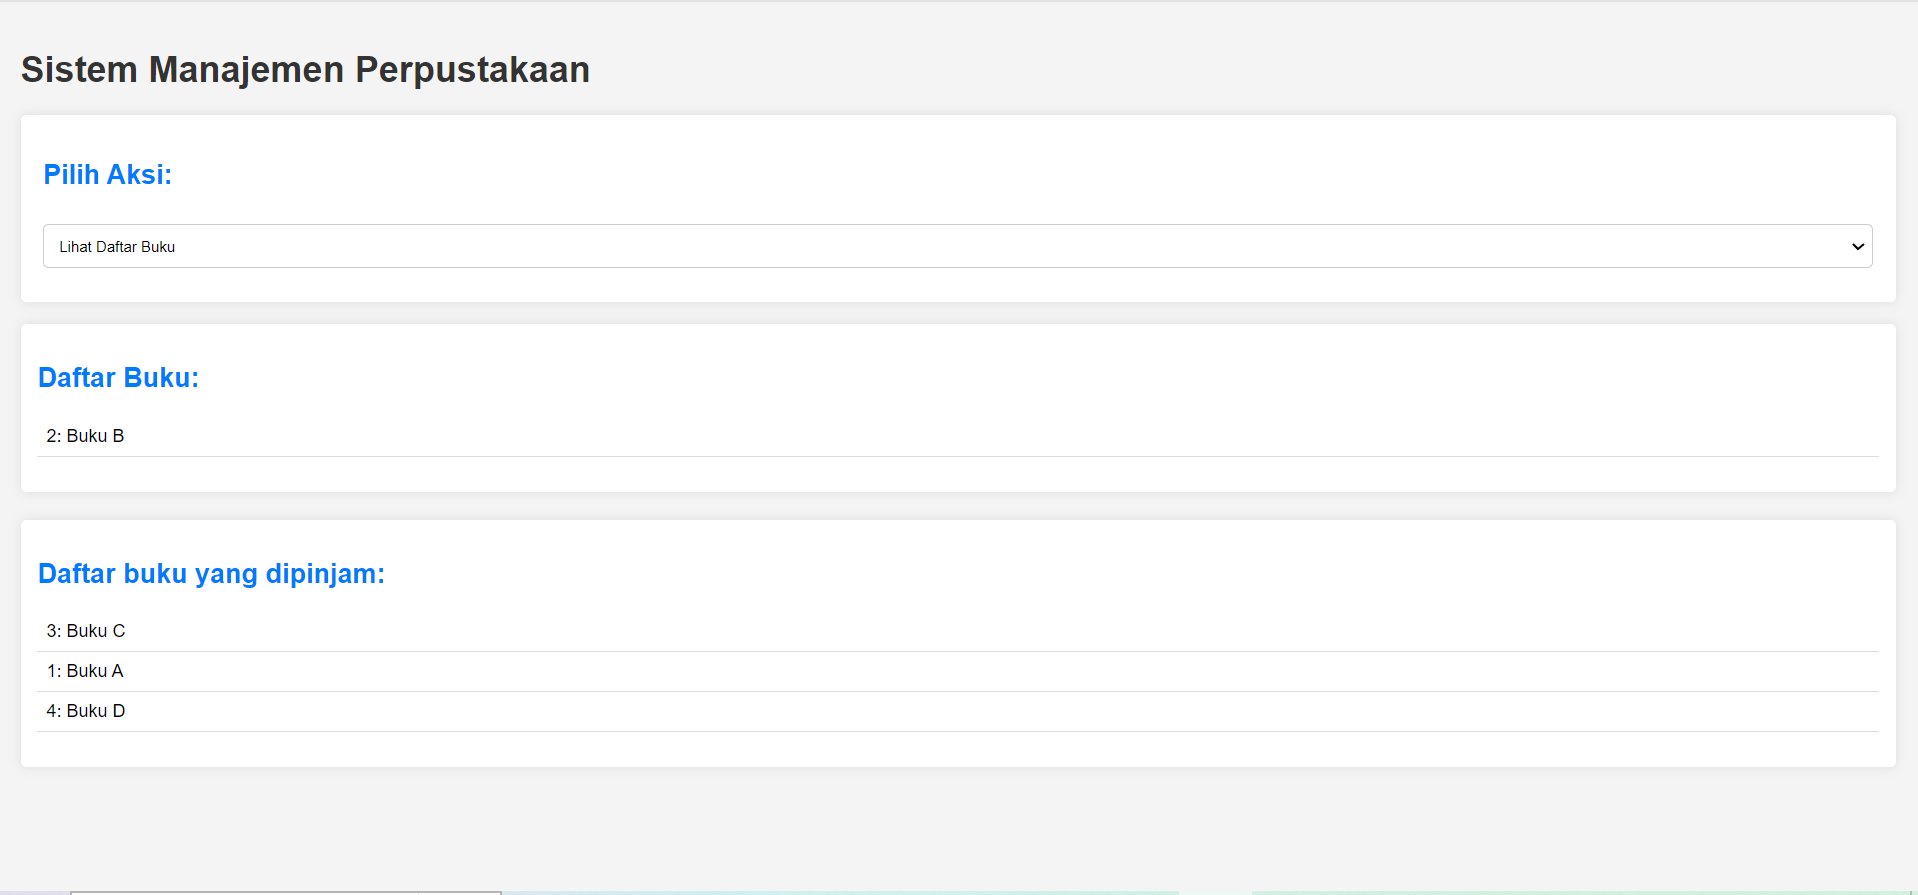 Sistem Manajemen Perpustakaan
Pilih Aksi:
Lihat Daftar Buku
Daftar Buku:
2: Buku B
Daftar buku yang dipinjam:
3: Buku C
1: Buku A
4: Buku D